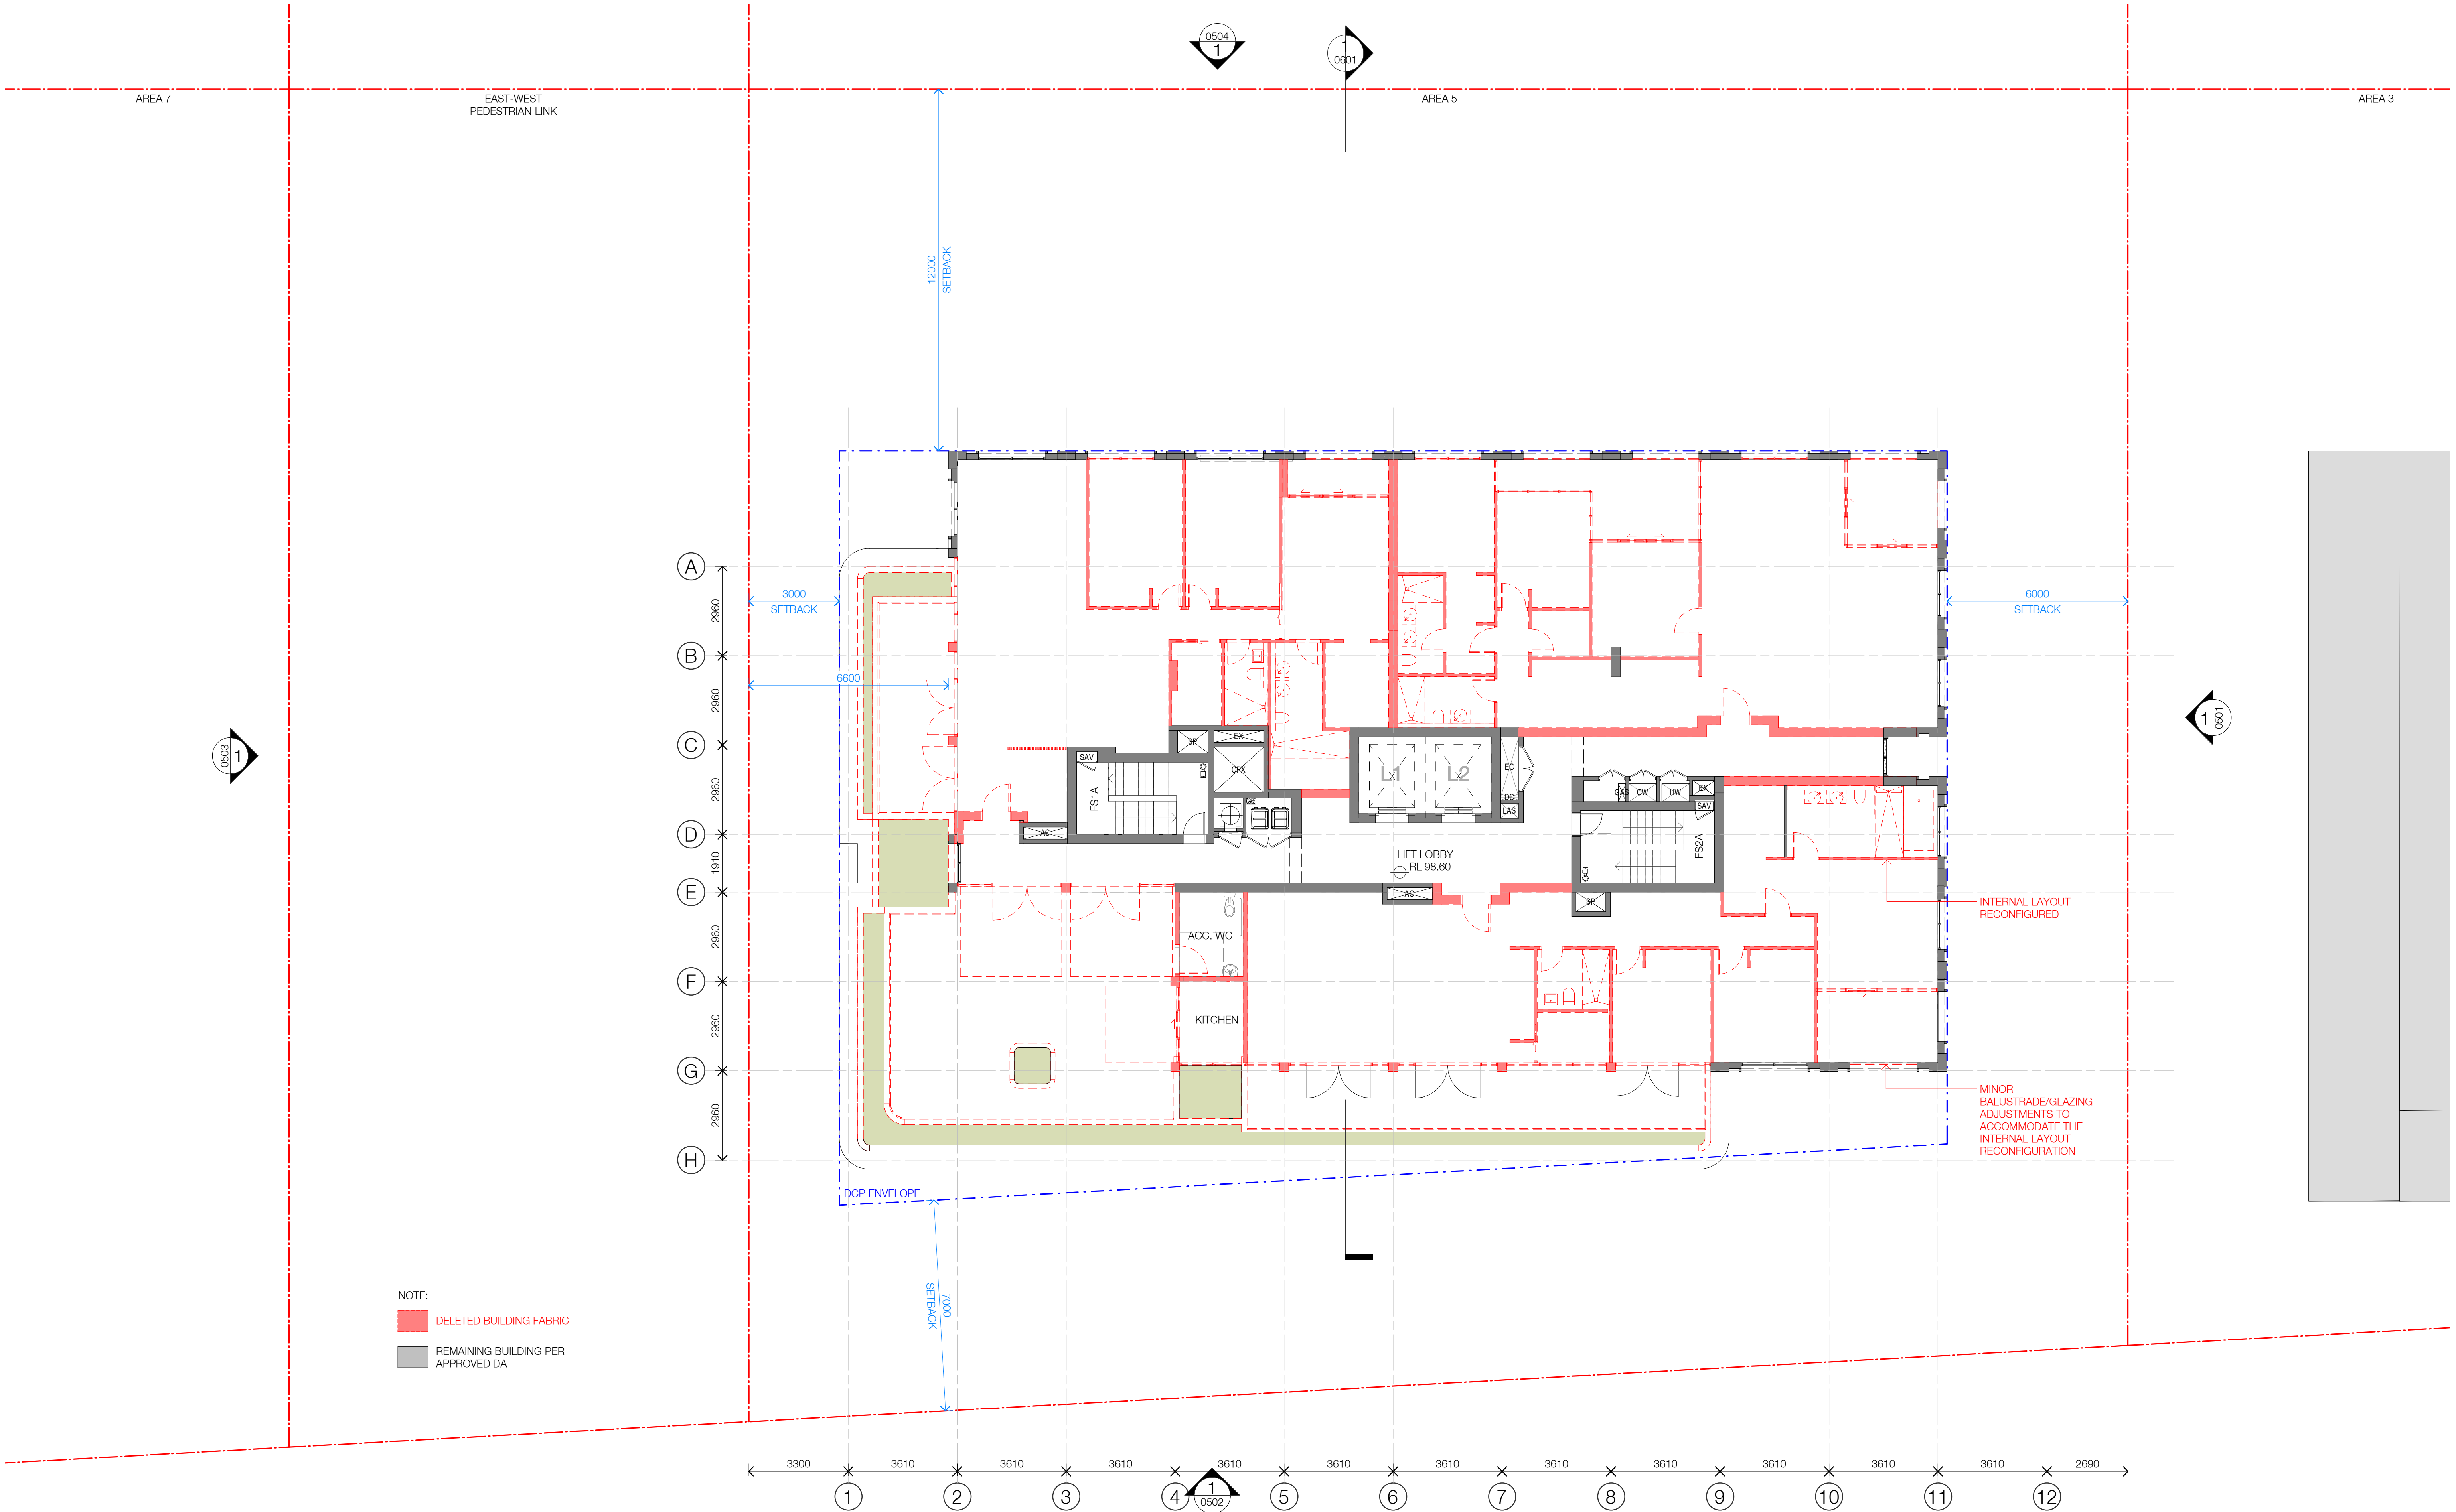 0504
1
1
0601
AREA 7
EAST-WEST
PEDESTRIAN LINK
AREA 5
AREA 3
12000
SETBACK
A
2960
3000
SETBACK
6000
SETBACK
B
6600
2960
0503
1
1
0501
C
SP
EX
SAV
CPX
L1
L2
EC
2960
FS1A
GAS
CW
HW
EX
DC
LAS
SAV
D
AC
FS2A
1910
LIFT LOBBY
RL 98.60
E
AC
SP
INTERNAL LAYOUT
RECONFIGURED
2960
ACC. WC
F
2960
KITCHEN
G
MINOR
BALUSTRADE/GLAZING
ADJUSTMENTS TO
ACCOMMODATE THE
INTERNAL LAYOUT
RECONFIGURATION
2960
H
DCP ENVELOPE
7000
SETBACK
NOTE:
DELETED BUILDING FABRIC
REMAINING BUILDING PER
APPROVED DA
3300 3610 3610 3610 3610 3610 3610 3610 3610 3610 3610 3610 2690
1 2 3 4 5 6 7 8 9 10 11 12
1
0502